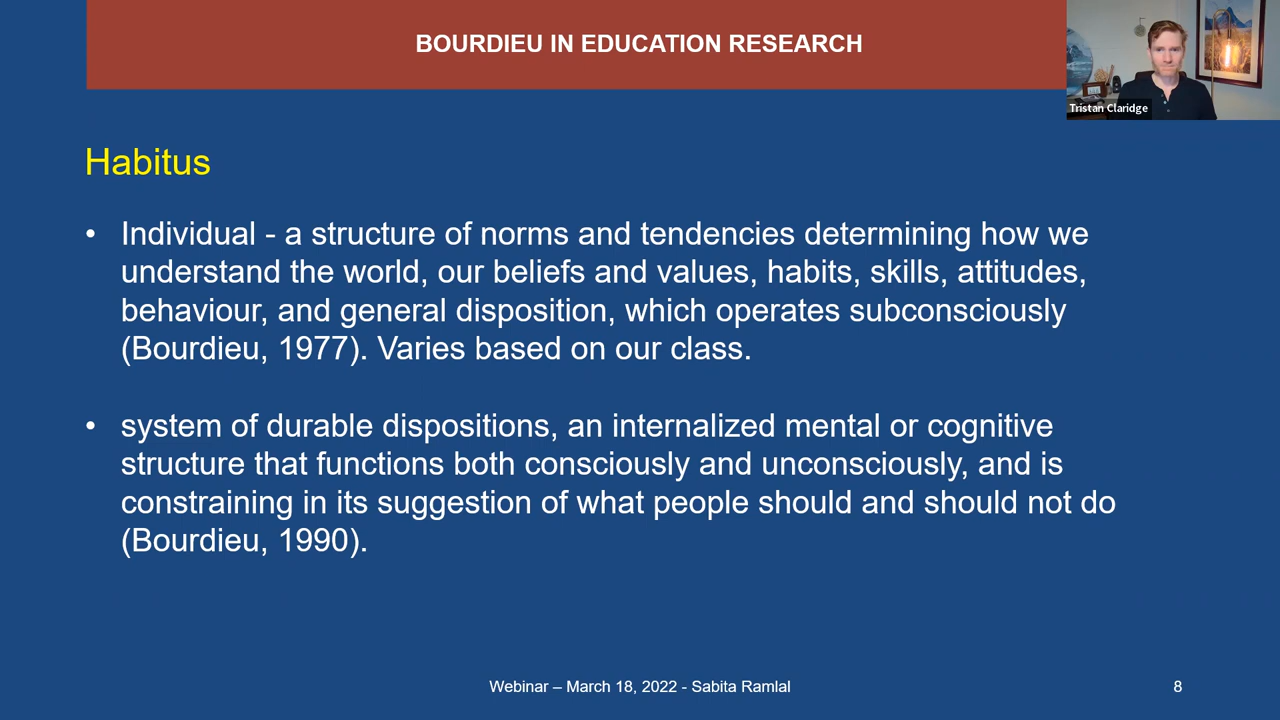 BOURDIEU IN EDUCATION RESEARCH
Tristan Claridge
Habitus
• Individual - a structure of norms and tendencies determining how we
understand the world, our beliefs and values, habits, skills, attitudes,
behaviour, and general disposition, which operates subconsciously
(Bourdieu, 1977). Varies based on our class.
• system of durable dispositions, an internalized mental or cognitive
structure that functions both consciously and unconsciously, and is
constraining in its suggestion of what people should and should not do
(Bourdieu, 1990).
Webinar – March 18, 2022 - Sabita Ramlal
8